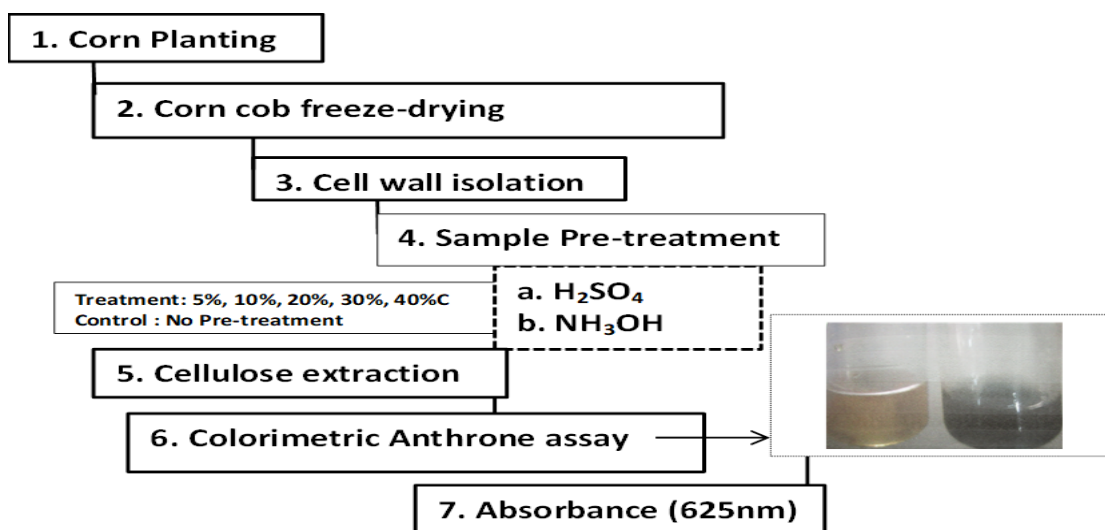 1. Corn Planting
2. Corn cob freeze-drying
3. Cell wall isolation
4. Sample Pre-treatment
Treatment: 5%, 10%, 20%, 30%, 40%C
Control : No Pre-treatment
a. H₂SO₄
b. NH₃OH
5. Cellulose extraction
6. Colorimetric Anthrone assay
7. Absorbance (625nm)